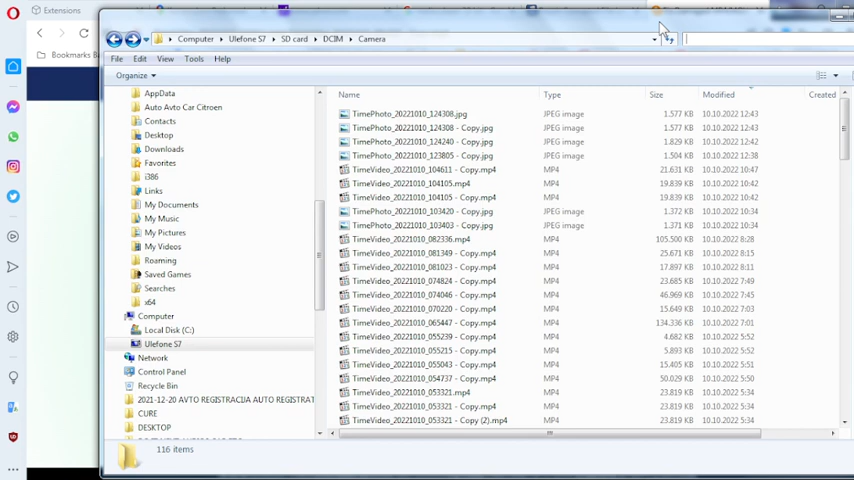 Extensions
Bookmarks Ba
Computer Ulefone S7 SD card DCIM Camera
File Edit View Tools Help
Organize
Name Type Size Modified Created
AppData
Auto Avto Car Citroen
Contacts
Desktop
Downloads
Favorites
i386
Links
My Documents
My Music
My Pictures
My Videos
Roaming
Saved Games
Searches
x64
Computer
Local Disk (C:)
Ulefone S7
Network
Control Panel
Recycle Bin
2021-12-20 AVTO REGISTRACIJA AUTO REGISTRAT
CURE
DESKTOP
TimePhoto_20221010_124308.jpg JPEG image 1.577 KB 10.10.2022 12:43
TimePhoto_20221010_124308 - Copy.jpg JPEG image 1.577 KB 10.10.2022 12:43
TimePhoto_20221010_124240 - Copy.jpg JPEG image 1.829 KB 10.10.2022 12:42
TimePhoto_20221010_123805 - Copy.jpg JPEG image 1.504 KB 10.10.2022 12:38
TimeVideo_20221010_104611 - Copy.mp4 MP4 21.631 KB 10.10.2022 10:47
TimeVideo_20221010_104105.mp4 MP4 19.839 KB 10.10.2022 10:42
TimeVideo_20221010_104105 - Copy.mp4 MP4 19.839 KB 10.10.2022 10:42
TimePhoto_20221010_103420 - Copy.jpg JPEG image 1.372 KB 10.10.2022 10:34
TimePhoto_20221010_103403 - Copy.jpg JPEG image 1.371 KB 10.10.2022 10:34
TimeVideo_20221010_082336.mp4 MP4 105.500 KB 10.10.2022 8:28
TimeVideo_20221010_081349 - Copy.mp4 MP4 25.671 KB 10.10.2022 8:15
TimeVideo_20221010_081023 - Copy.mp4 MP4 17.897 KB 10.10.2022 8:11
TimeVideo_20221010_074824 - Copy.mp4 MP4 23.685 KB 10.10.2022 7:49
TimeVideo_20221010_074046 - Copy.mp4 MP4 46.969 KB 10.10.2022 7:45
TimeVideo_20221010_070220 - Copy.mp4 MP4 15.649 KB 10.10.2022 7:03
TimeVideo_20221010_065447 - Copy.mp4 MP4 134.336 KB 10.10.2022 7:01
TimeVideo_20221010_055239 - Copy.mp4 MP4 4.682 KB 10.10.2022 5:52
TimeVideo_20221010_055215 - Copy.mp4 MP4 5.893 KB 10.10.2022 5:52
TimeVideo_20221010_055043 - Copy.mp4 MP4 15.405 KB 10.10.2022 5:51
TimeVideo_20221010_054737 - Copy.mp4 MP4 50.029 KB 10.10.2022 5:50
TimeVideo_20221010_053321.mp4 MP4 23.819 KB 10.10.2022 5:34
TimeVideo_20221010_053321 - Copy.mp4 MP4 23.819 KB 10.10.2022 5:34
TimeVideo_20221010_053321 - Copy (2).mp4 MP4 23.819 KB 10.10.2022 5:34
116 items